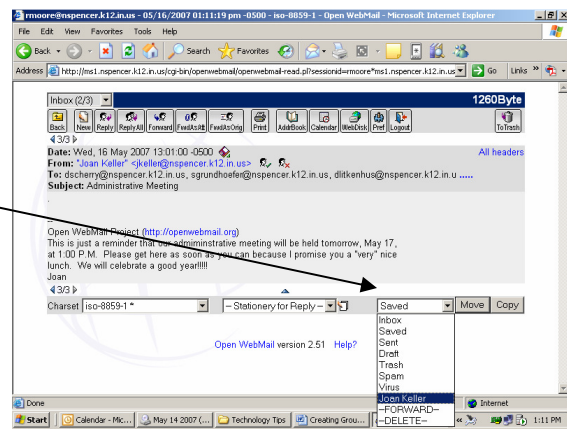 rmoore@nspencer.k12.in.us - 05/16/2007 01:11:19 pm -0500 - iso-8859-1 - Open WebMail - Microsoft Internet Explorer
File Edit View Favorites Tools Help
Back Search Favorites
Address http://ms1.nspencer.k12.in.us/cgi-bin/openwebmail/openwebmail-read.pl?sessionid=rmoore*ms1.nspencer.k12.in.us Go Links »
Inbox (2/3) 1260Byte
Back New Reply ReplyAll Forward FwdAsAtt FwdAsOrig Print AddrBook Calendar WebDisk Pref Logout ToTrash
3/3
Date: Wed, 16 May 2007 13:01:00 -0500 All headers
From: "Joan Keller" <jkeller@nspencer.k12.in.us>
To: dscherry@nspencer.k12.in.us, sgrundhoefer@nspencer.k12.in.us, dlitkenhus@nspencer.k12.in.u .....
Subject: Administrative Meeting
.
--
Open WebMail Project (http://openwebmail.org)
This is just a reminder that our admiminstrative meeting will be held tomorrow, May 17,
at 1:00 P.M. Please get here as soon as you can because I promise you a "very" nice
lunch. We will celebrate a good year!!!!!
Joan
3/3
Charset iso-8859-1 * -- Stationery for Reply -- Saved Move Copy
Inbox
Saved
Sent
Draft
Trash
Spam
Virus
Joan Keller
--FORWARD--
--DELETE--
Open WebMail version 2.51 Help?
Done Internet
Start Calendar - Mic... May 14 2007 (... Technology Tips Creating Grou... « 1:11 PM